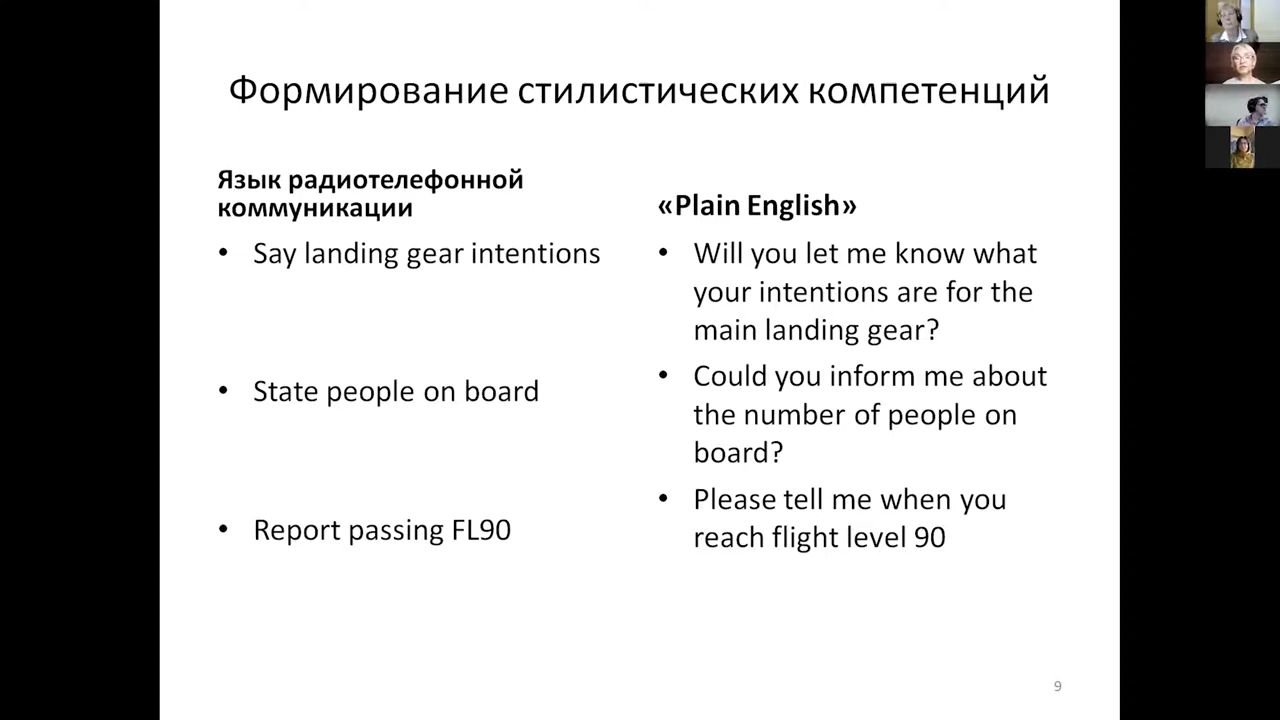 Формирование стилистических компетенций
Язык радиотелефонной
коммуникации
• Say landing gear intentions
• State people on board
• Report passing FL90
«Plain English»
• Will you let me know what
your intentions are for the
main landing gear?
• Could you inform me about
the number of people on
board?
• Please tell me when you
reach flight level 90
9